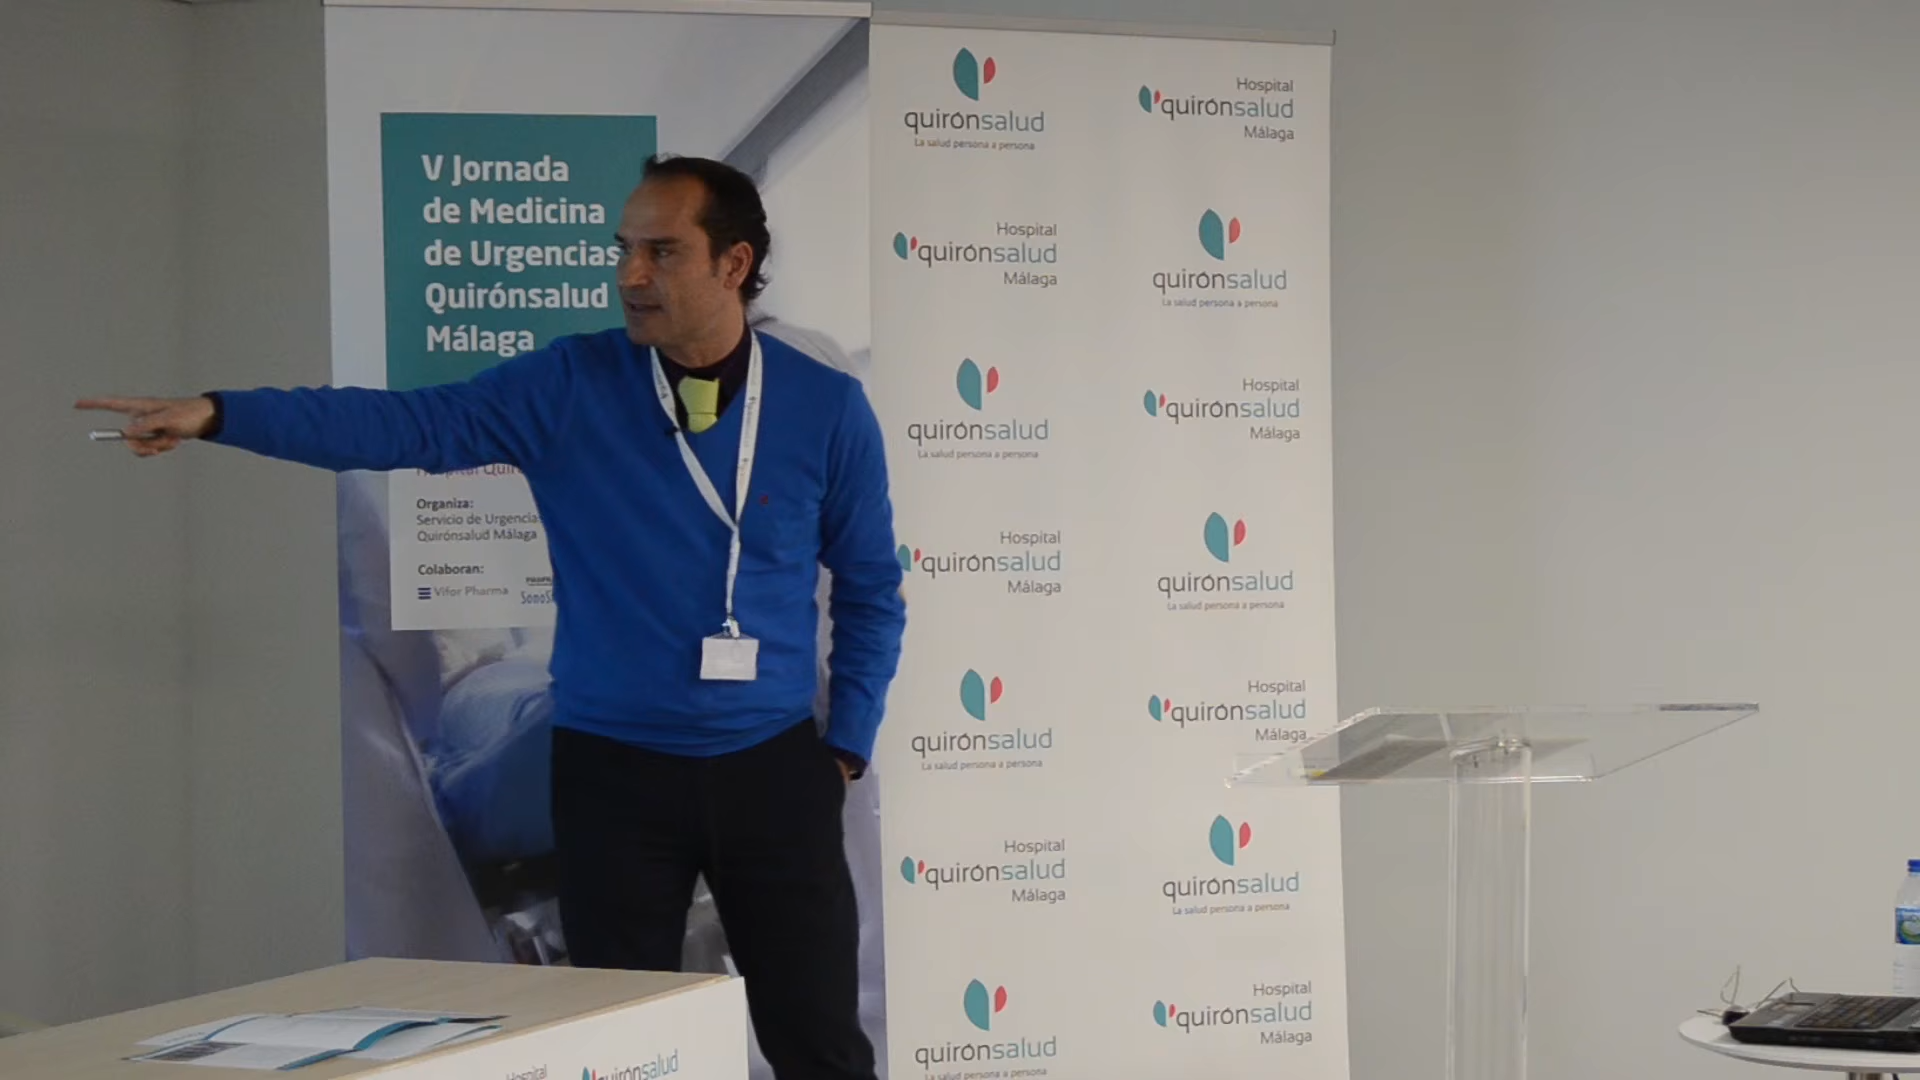 V Jornada
de Medicina
de Urgencias
Quirónsalud
Málaga
Organiza:
Servicio de Urgencias
Quirónsalud Málaga
Colaboran:
Vifor Pharma
quirónsalud
La salud persona a persona
Hospital
quirónsalud
Málaga
Hospital
quirónsalud
Málaga
quirónsalud
La salud persona a persona
quirónsalud
La salud persona a persona
Hospital
quirónsalud
Málaga
Hospital
quirónsalud
Málaga
quirónsalud
La salud persona a persona
quirónsalud
La salud persona a persona
Hospital
quirónsalud
Málaga
Hospital
quirónsalud
Málaga
quirónsalud
La salud persona a persona
quirónsalud
La salud persona a persona
Hospital
quirónsalud
Málaga
Hospital
quirónsalud